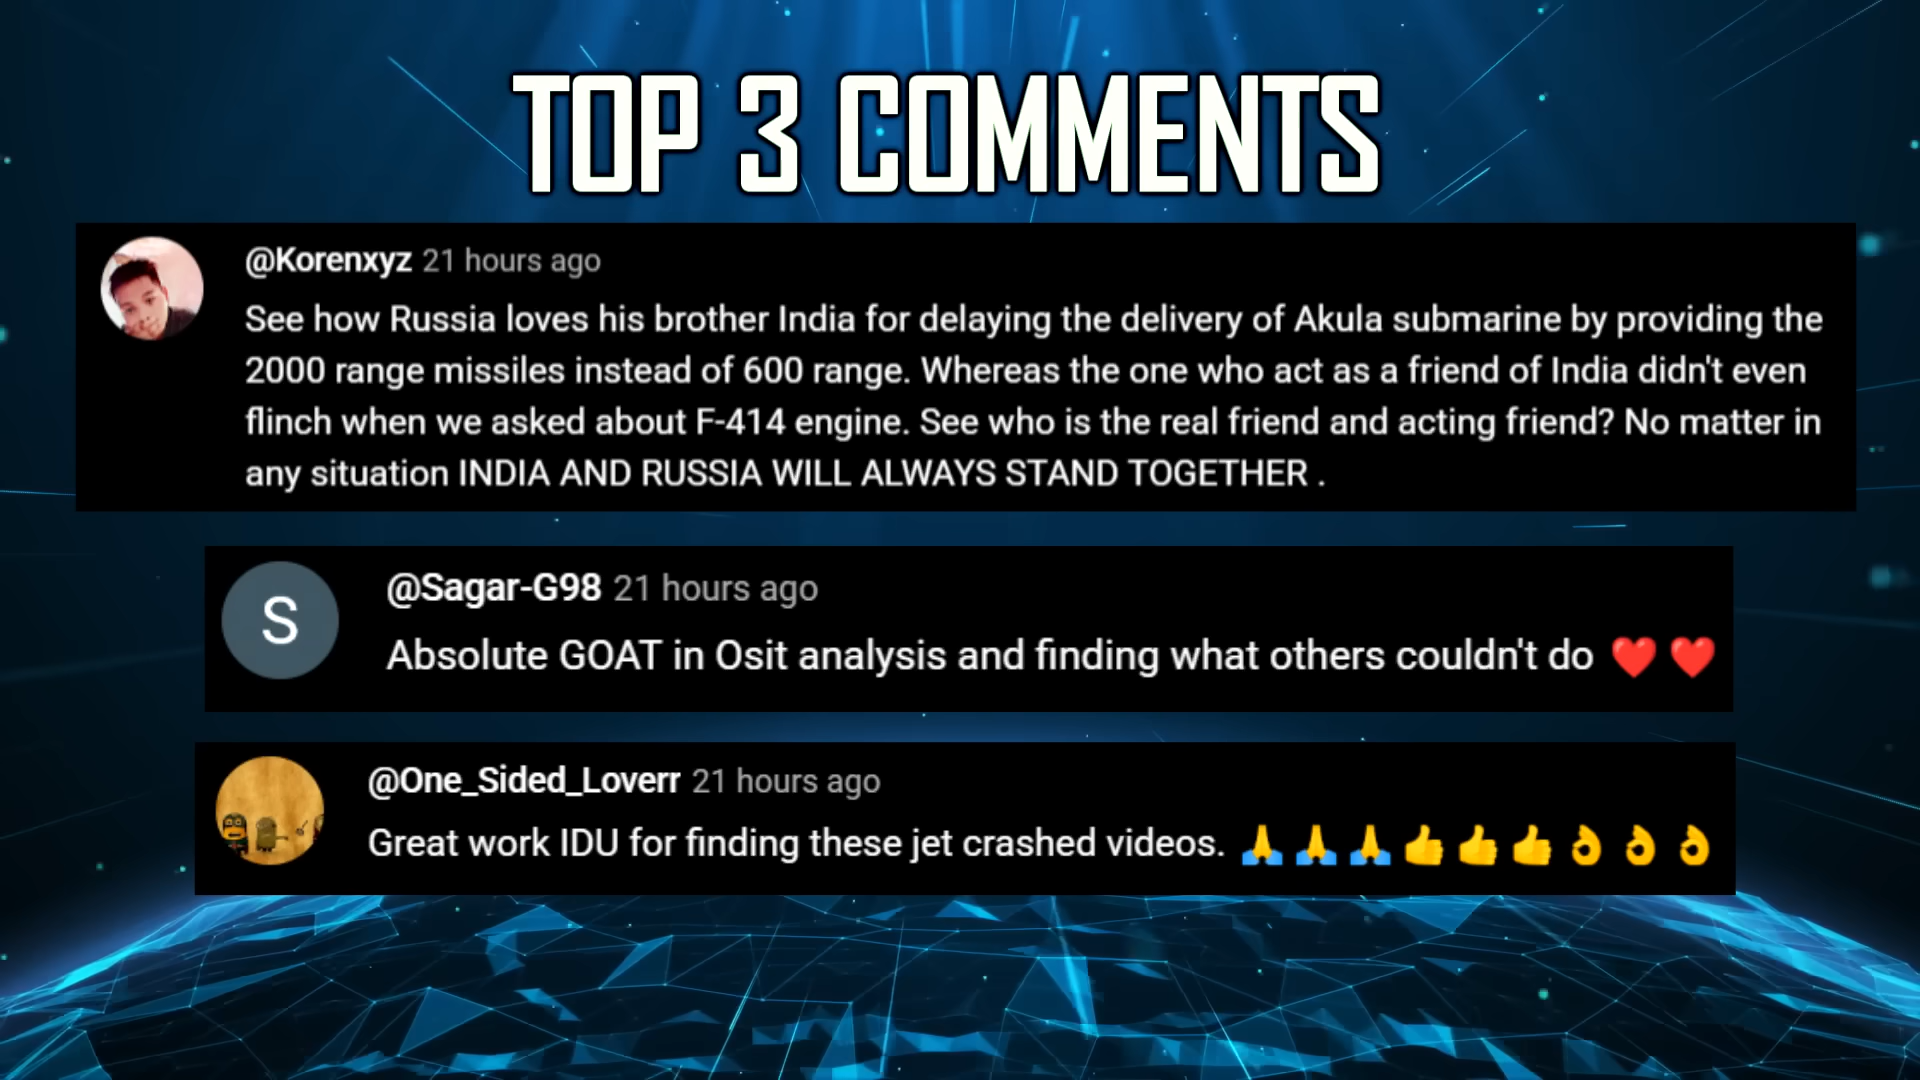 TOP 3 COMMENTS
@Korenxyz 21 hours ago
See how Russia loves his brother India for delaying the delivery of Akula submarine by providing the
2000 range missiles instead of 600 range. Whereas the one who act as a friend of India didn't even
flinch when we asked about F-414 engine. See who is the real friend and acting friend? No matter in
any situation INDIA AND RUSSIA WILL ALWAYS STAND TOGETHER .
S
@Sagar-G98 21 hours ago
Absolute GOAT in Osit analysis and finding what others couldn't do ❤️ ❤️
@One_Sided_Loverr 21 hours ago
Great work IDU for finding these jet crashed videos. 🙏🙏🙏👍👍👍👌👌👌